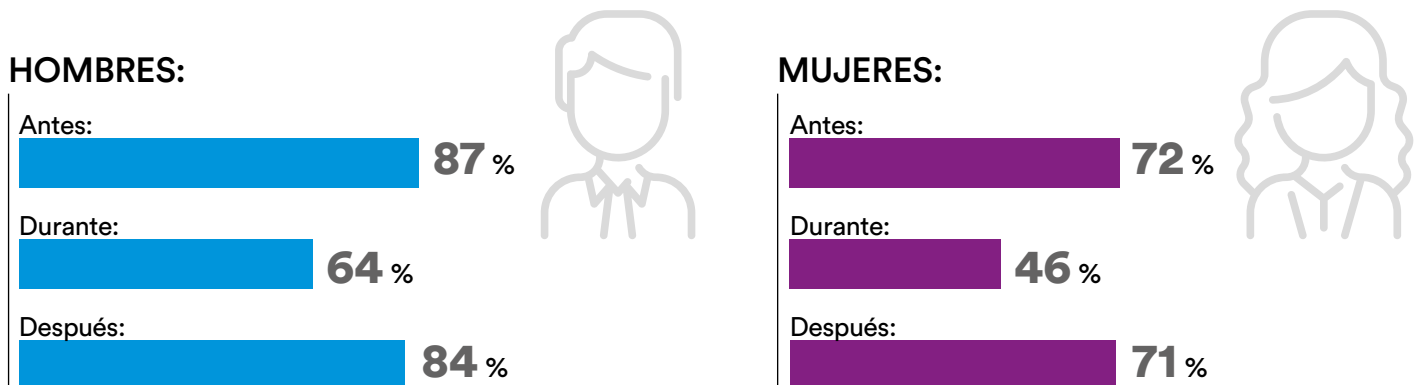 HOMBRES:
Antes:
87 %
Durante:
64 %
Después:
84 %
MUJERES:
Antes:
72 %
Durante:
46 %
Después:
71 %